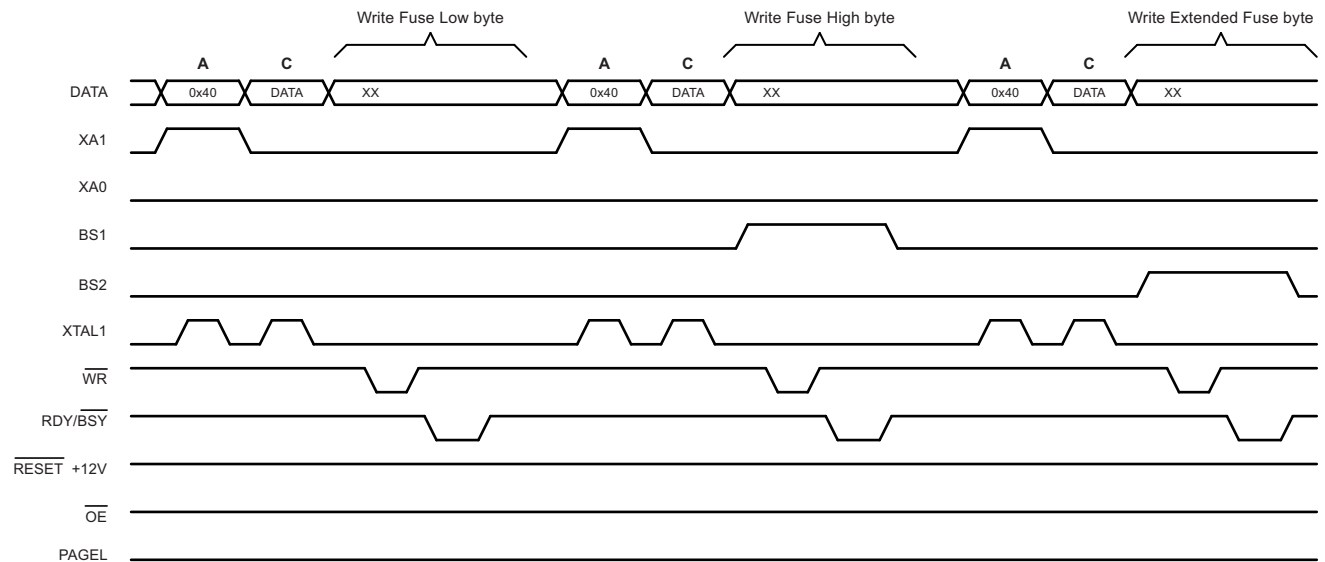 Write Fuse Low byte Write Fuse High byte Write Extended Fuse byte
A C A C A C
DATA 0x40 DATA XX 0x40 DATA XX 0x40 DATA XX
XA1
XA0
BS1
BS2
XTAL1
WR
RDY/BSY
RESET +12V
OE
PAGEL